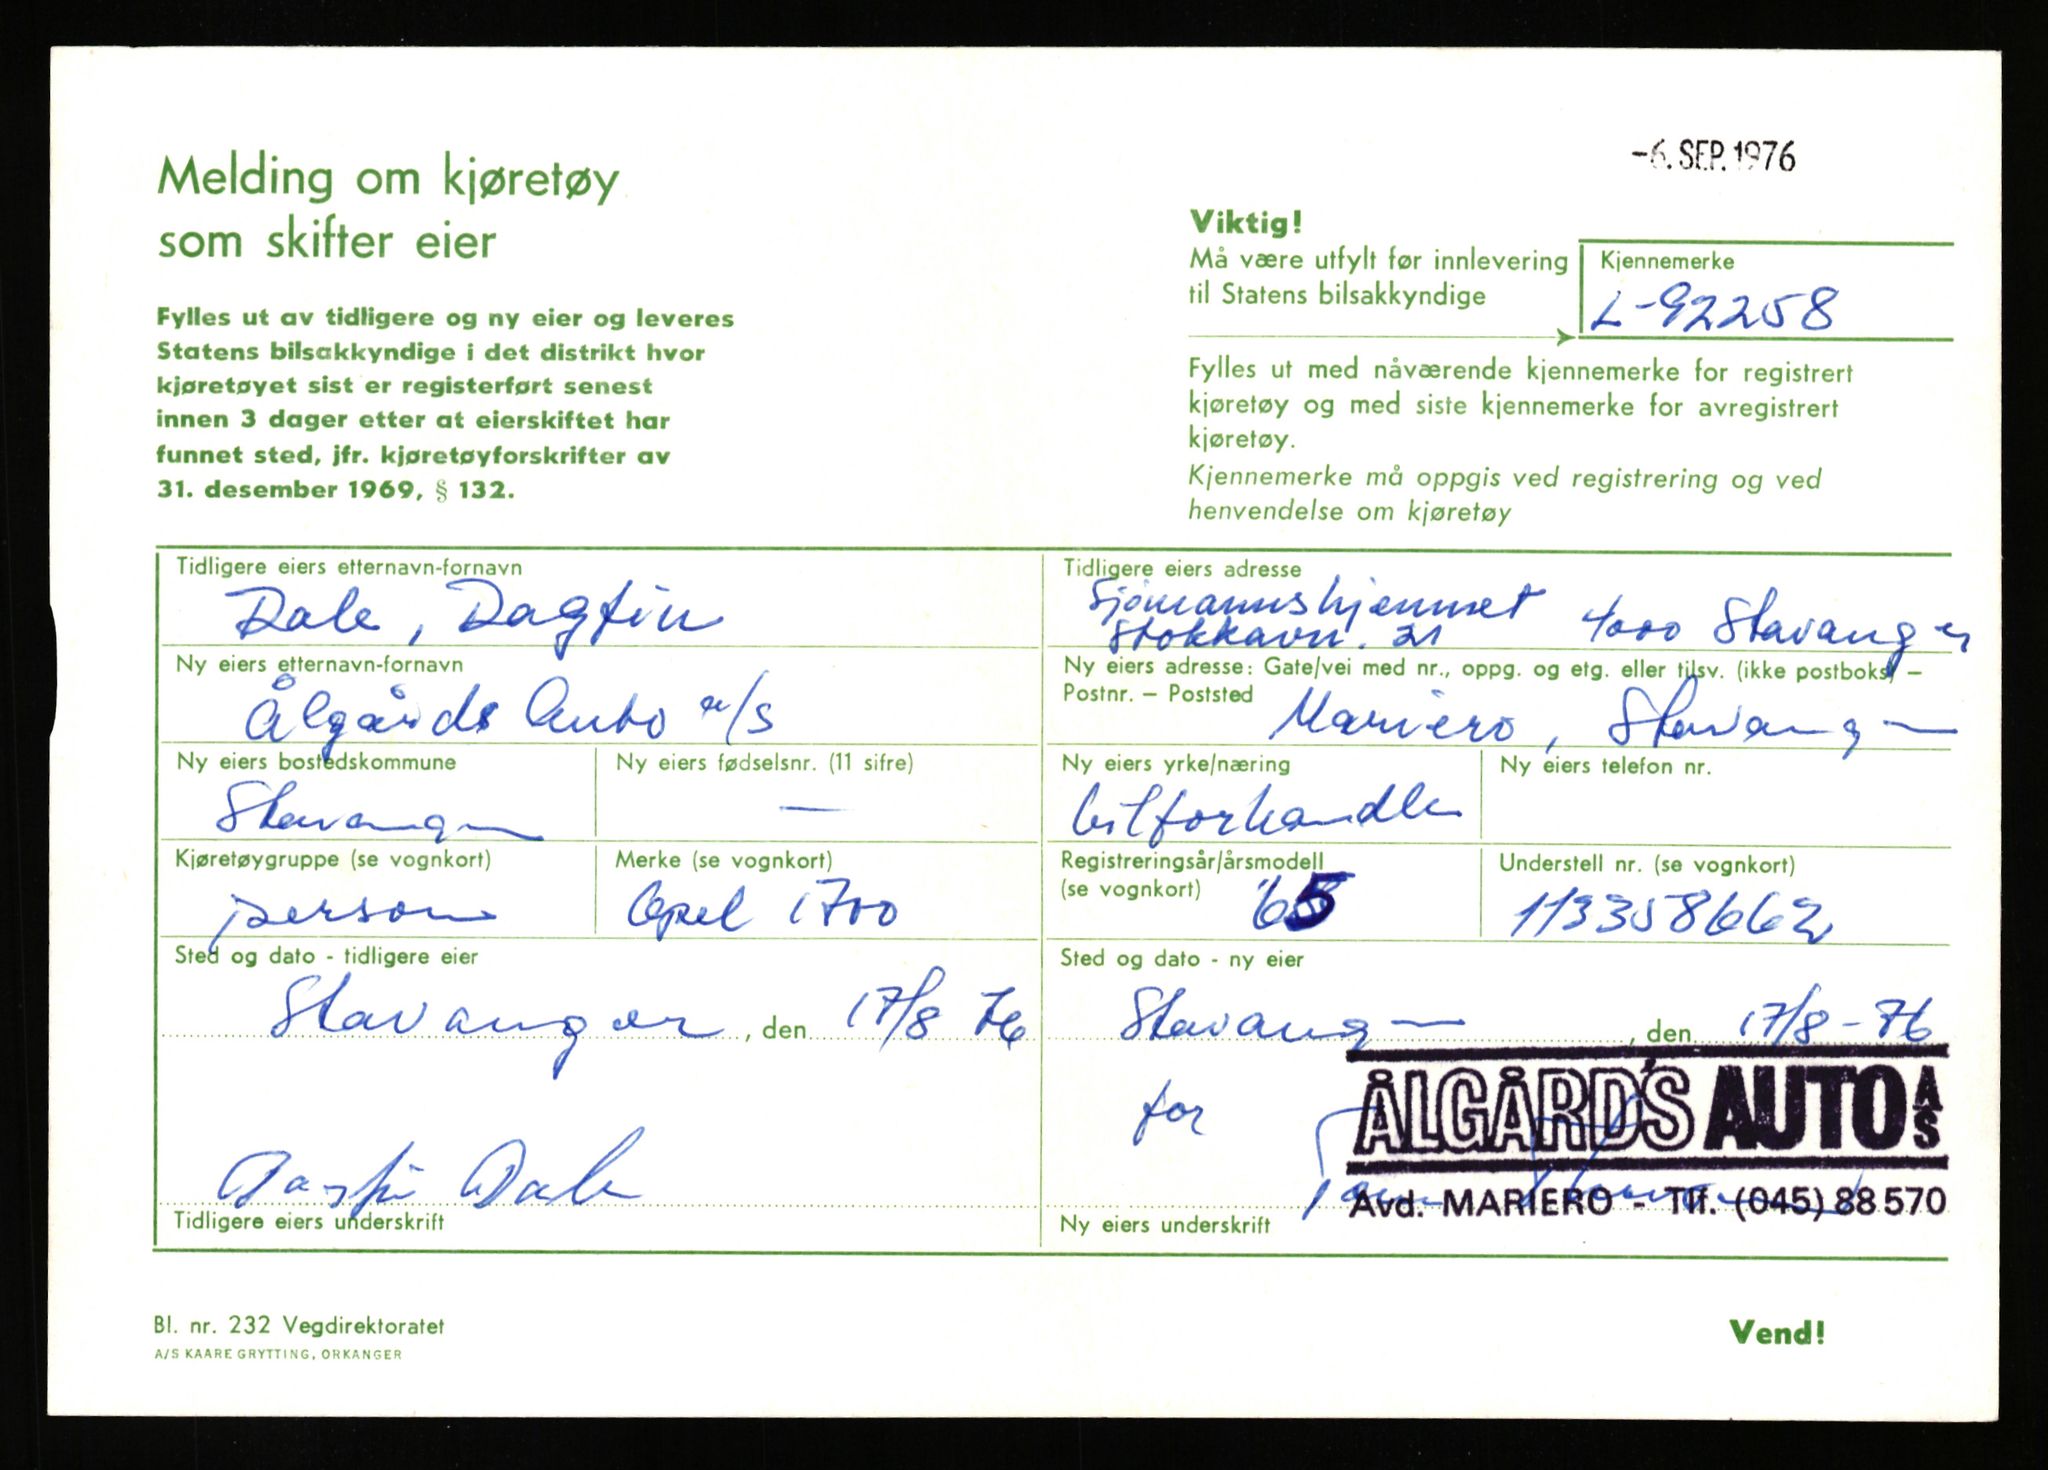 -6. SEP. 1976
Melding om kjøretøy
som skifter eier
Fylles ut av tidligere og ny eier og leveres
Statens bilsakkyndige i det distrikt hvor
kjøretøyet sist er registerført senest
innen 3 dager etter at eierskiftet har
funnet sted, jfr. kjøretøyforskrifter av
31. desember 1969, § 132.
Viktig!
Må være utfylt før innlevering
til Statens bilsakkyndige
Kjennemerke
L-92258
Fylles ut med nåværende kjennemerke for registrert
kjøretøy og med siste kjennemerke for avregistrert
kjøretøy.
Kjennemerke må oppgis ved registrering og ved
henvendelse om kjøretøy
Tidligere eiers etternavn-fornavn
Dale, Dagfin
Tidligere eiers adresse
Sjømannshjemmet 4000 Stavanger
Stokkavn. 21
Ny eiers etternavn-fornavn
Ålgårds Auto a/s
Ny eiers adresse: Gate/vei med nr., oppg. og etg. eller tilsv. (ikke postboks) –
Postnr. – Poststed
Mariero, Stavanger
Ny eiers bostedskommune
Stavanger
Ny eiers fødselsnr. (11 sifre)
—
Ny eiers yrke/næring
bilforhandler
Ny eiers telefon nr.
Kjøretøygruppe (se vognkort)
person
Merke (se vognkort)
Opel 1700
Registreringsår/årsmodell
(se vognkort)
'65
Understell nr. (se vognkort)
113358662
Sted og dato - tidligere eier
Stavanger, den 17/8 76
Sted og dato - ny eier
Stavanger, den 17/8-76
for
ÅLGÅRD'S AUTO AS
Avd. MARIERO - Tlf. (045) 88 570
Dagfin Dale
Tidligere eiers underskrift
Ny eiers underskrift
Bl. nr. 232 Vegdirektoratet
A/S KAARE GRYTTING, ORKANGER
Vend!